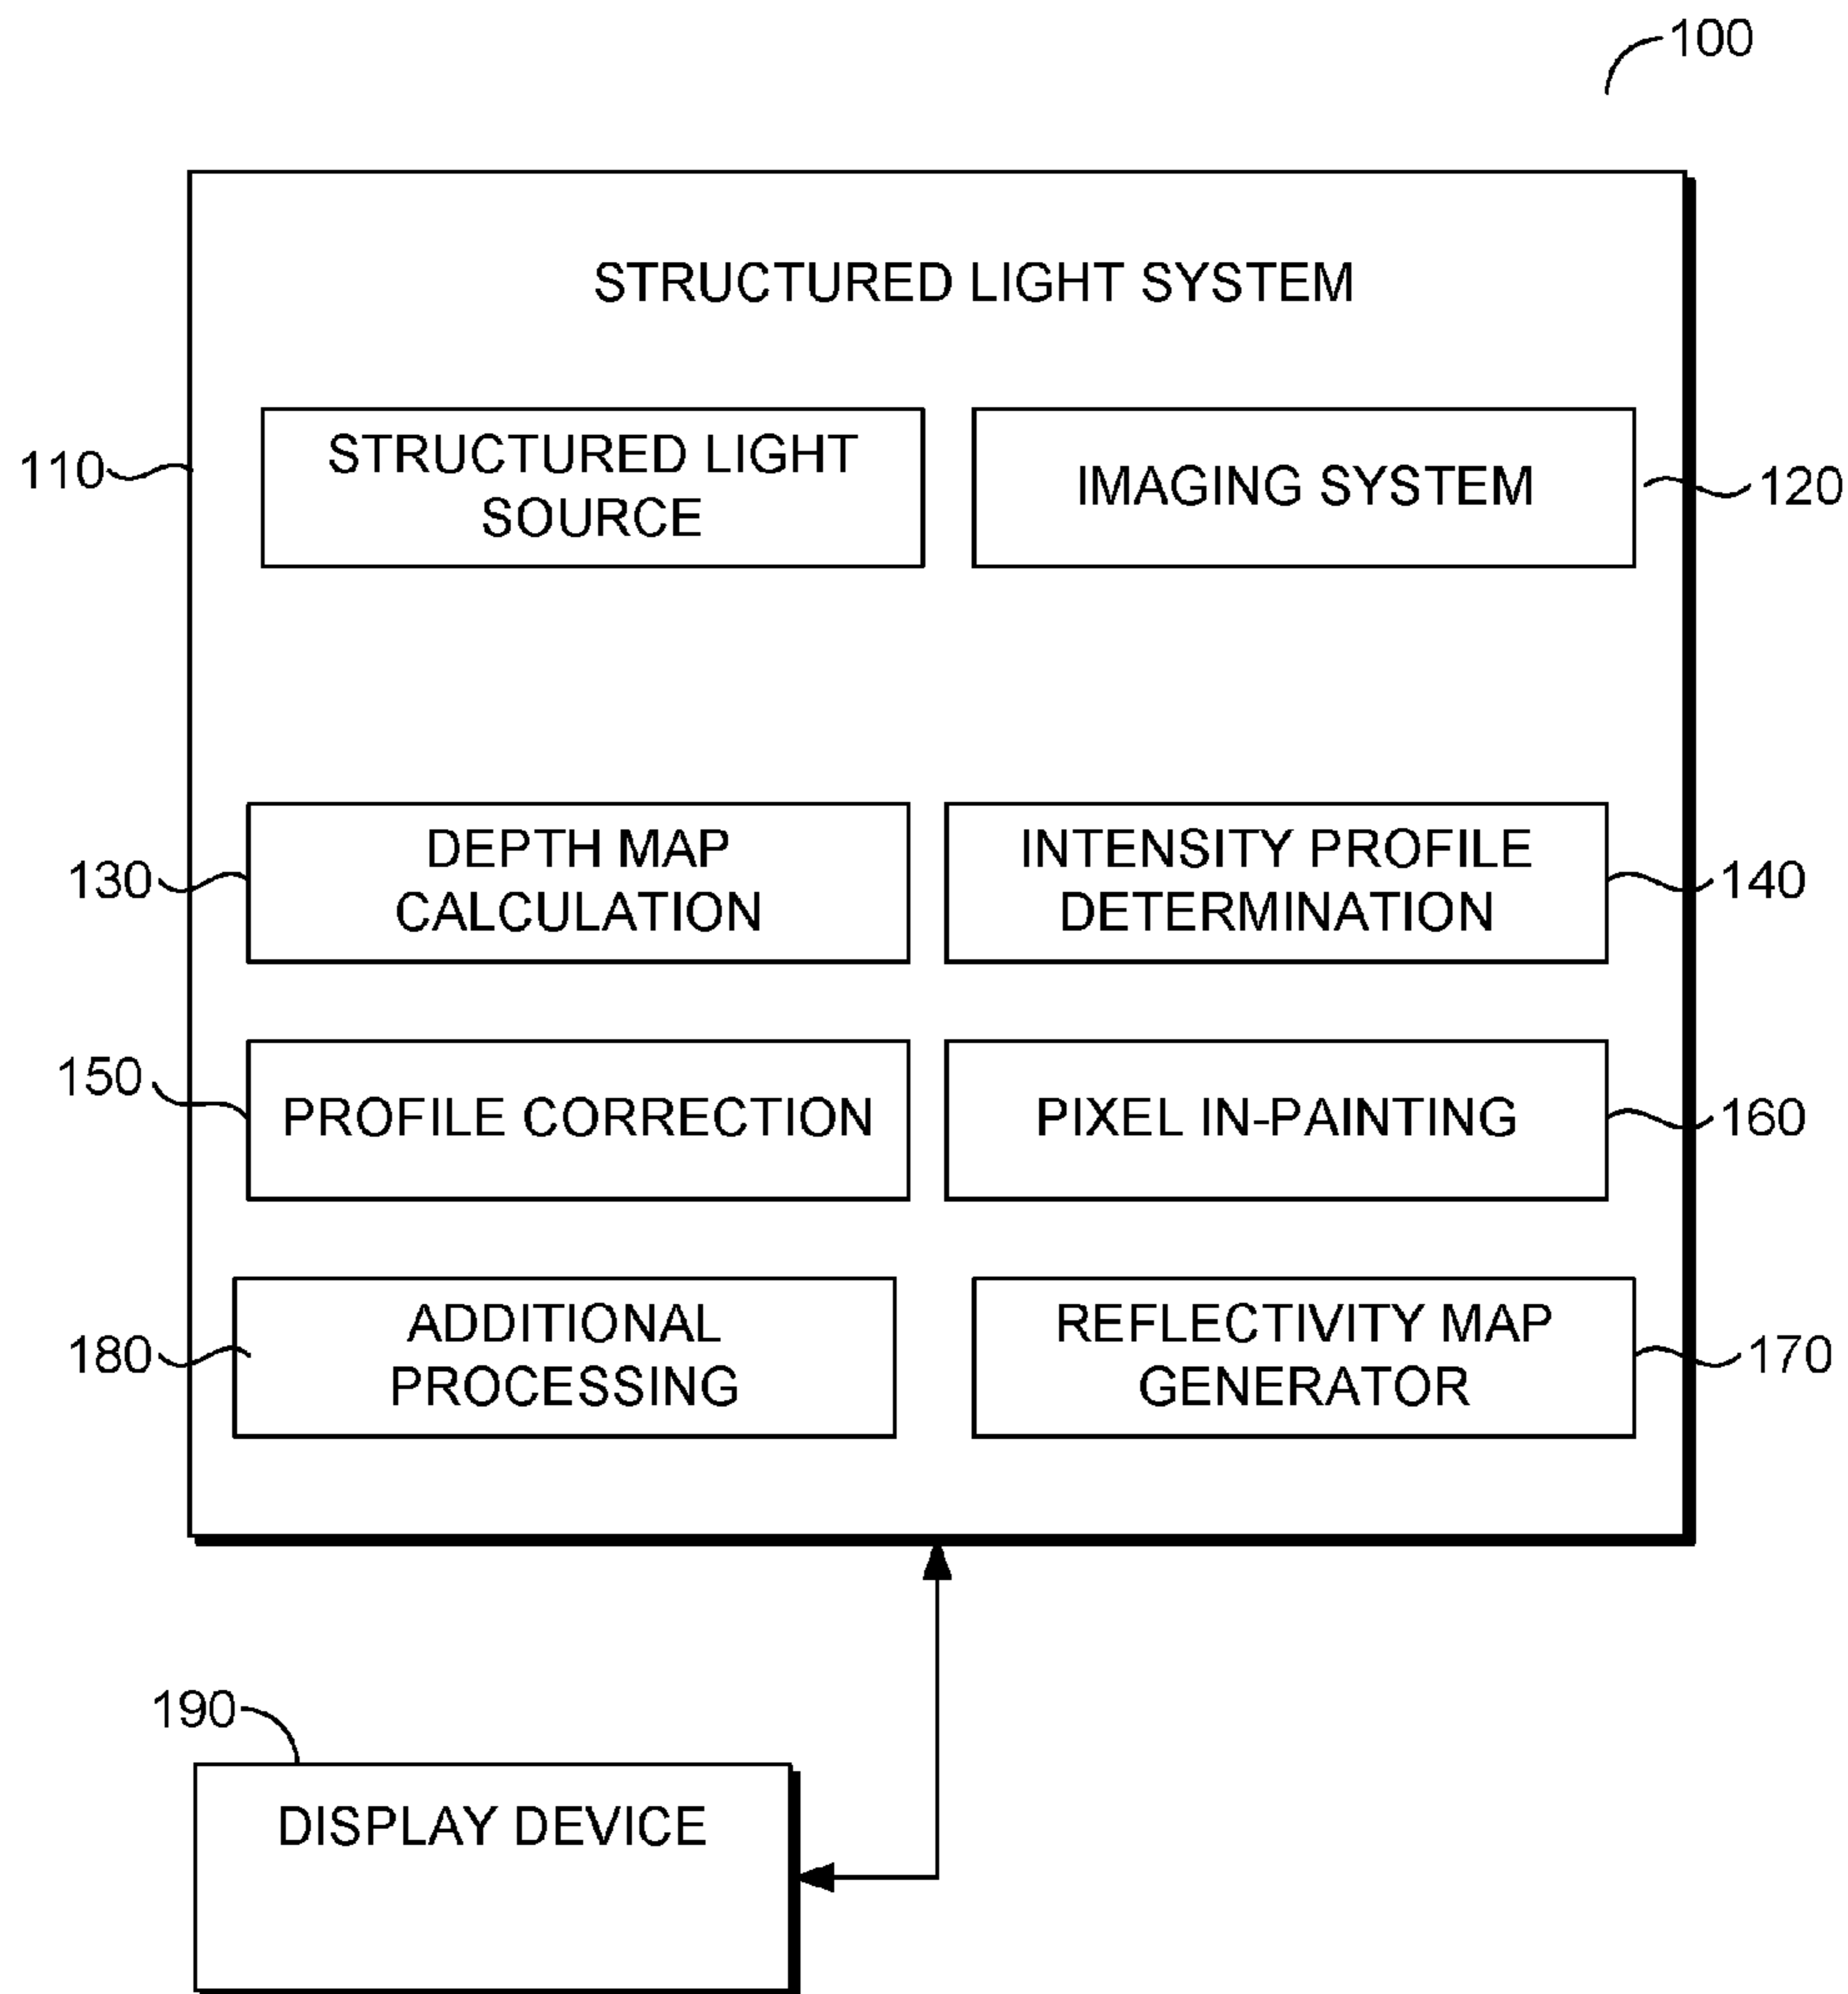 100
STRUCTURED LIGHT SYSTEM
110
STRUCTURED LIGHT
SOURCE
IMAGING SYSTEM
120
130
DEPTH MAP
CALCULATION
INTENSITY PROFILE
DETERMINATION
140
150
PROFILE CORRECTION
PIXEL IN-PAINTING
160
180
ADDITIONAL
PROCESSING
REFLECTIVITY MAP
GENERATOR
170
190
DISPLAY DEVICE